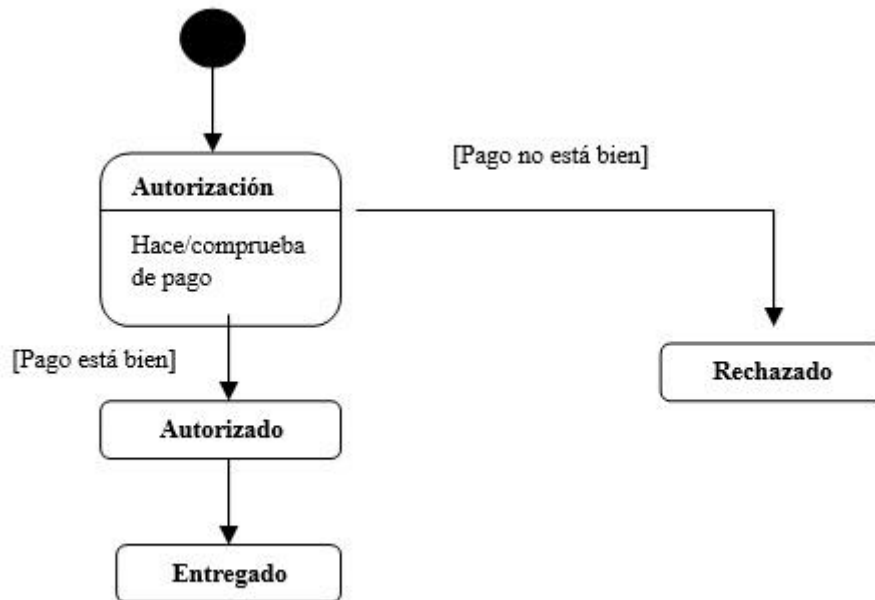 [Pago no está bien]
Autorización
Hace/comprueba
de pago
[Pago está bien]
Rechazado
Autorizado
Entregado